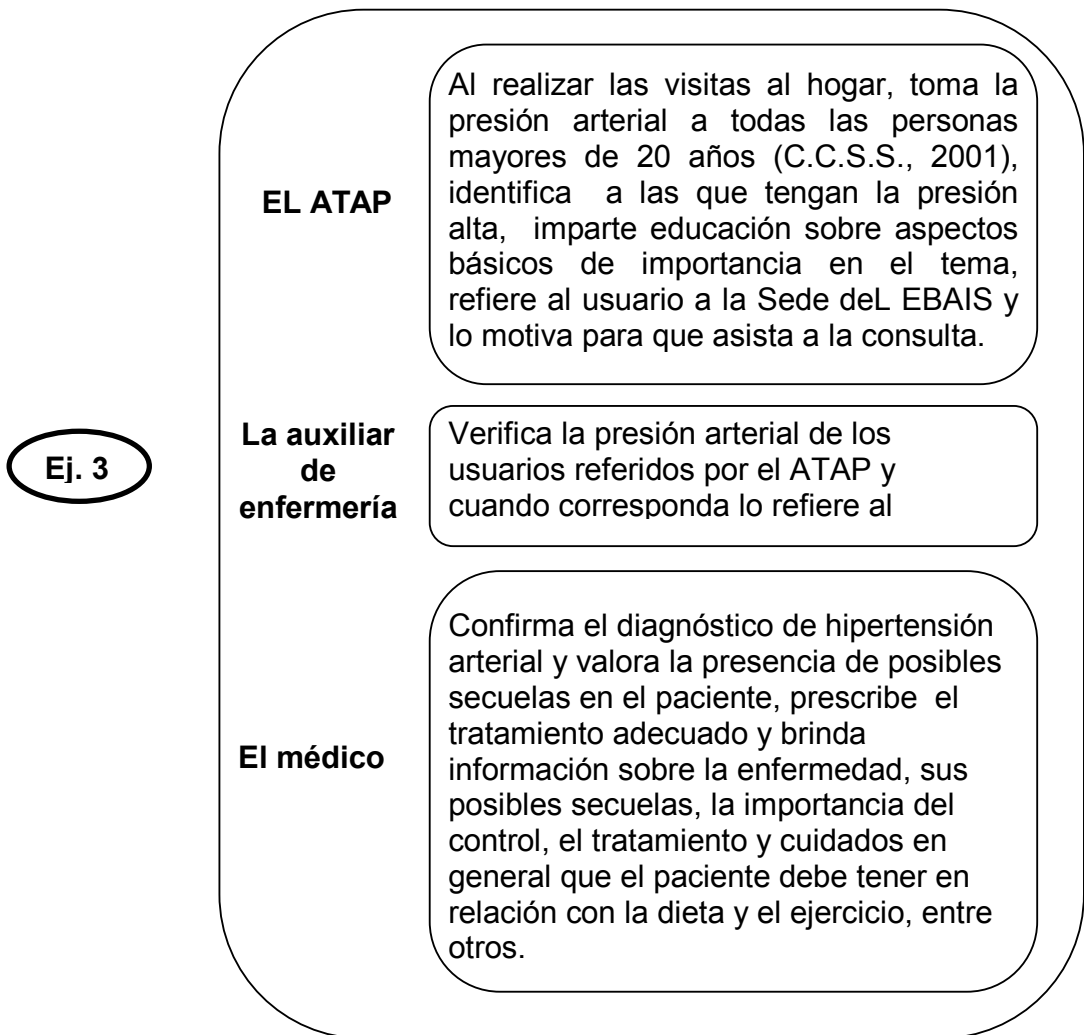 Ej. 3
EL ATAP
Al realizar las visitas al hogar, toma la
presión arterial a todas las personas
mayores de 20 años (C.C.S.S., 2001),
identifica a las que tengan la presión
alta, imparte educación sobre aspectos
básicos de importancia en el tema,
refiere al usuario a la Sede deL EBAIS y
lo motiva para que asista a la consulta.
La auxiliar
de
enfermería
Verifica la presión arterial de los
usuarios referidos por el ATAP y
cuando corresponda lo refiere al
El médico
Confirma el diagnóstico de hipertensión
arterial y valora la presencia de posibles
secuelas en el paciente, prescribe el
tratamiento adecuado y brinda
información sobre la enfermedad, sus
posibles secuelas, la importancia del
control, el tratamiento y cuidados en
general que el paciente debe tener en
relación con la dieta y el ejercicio, entre
otros.